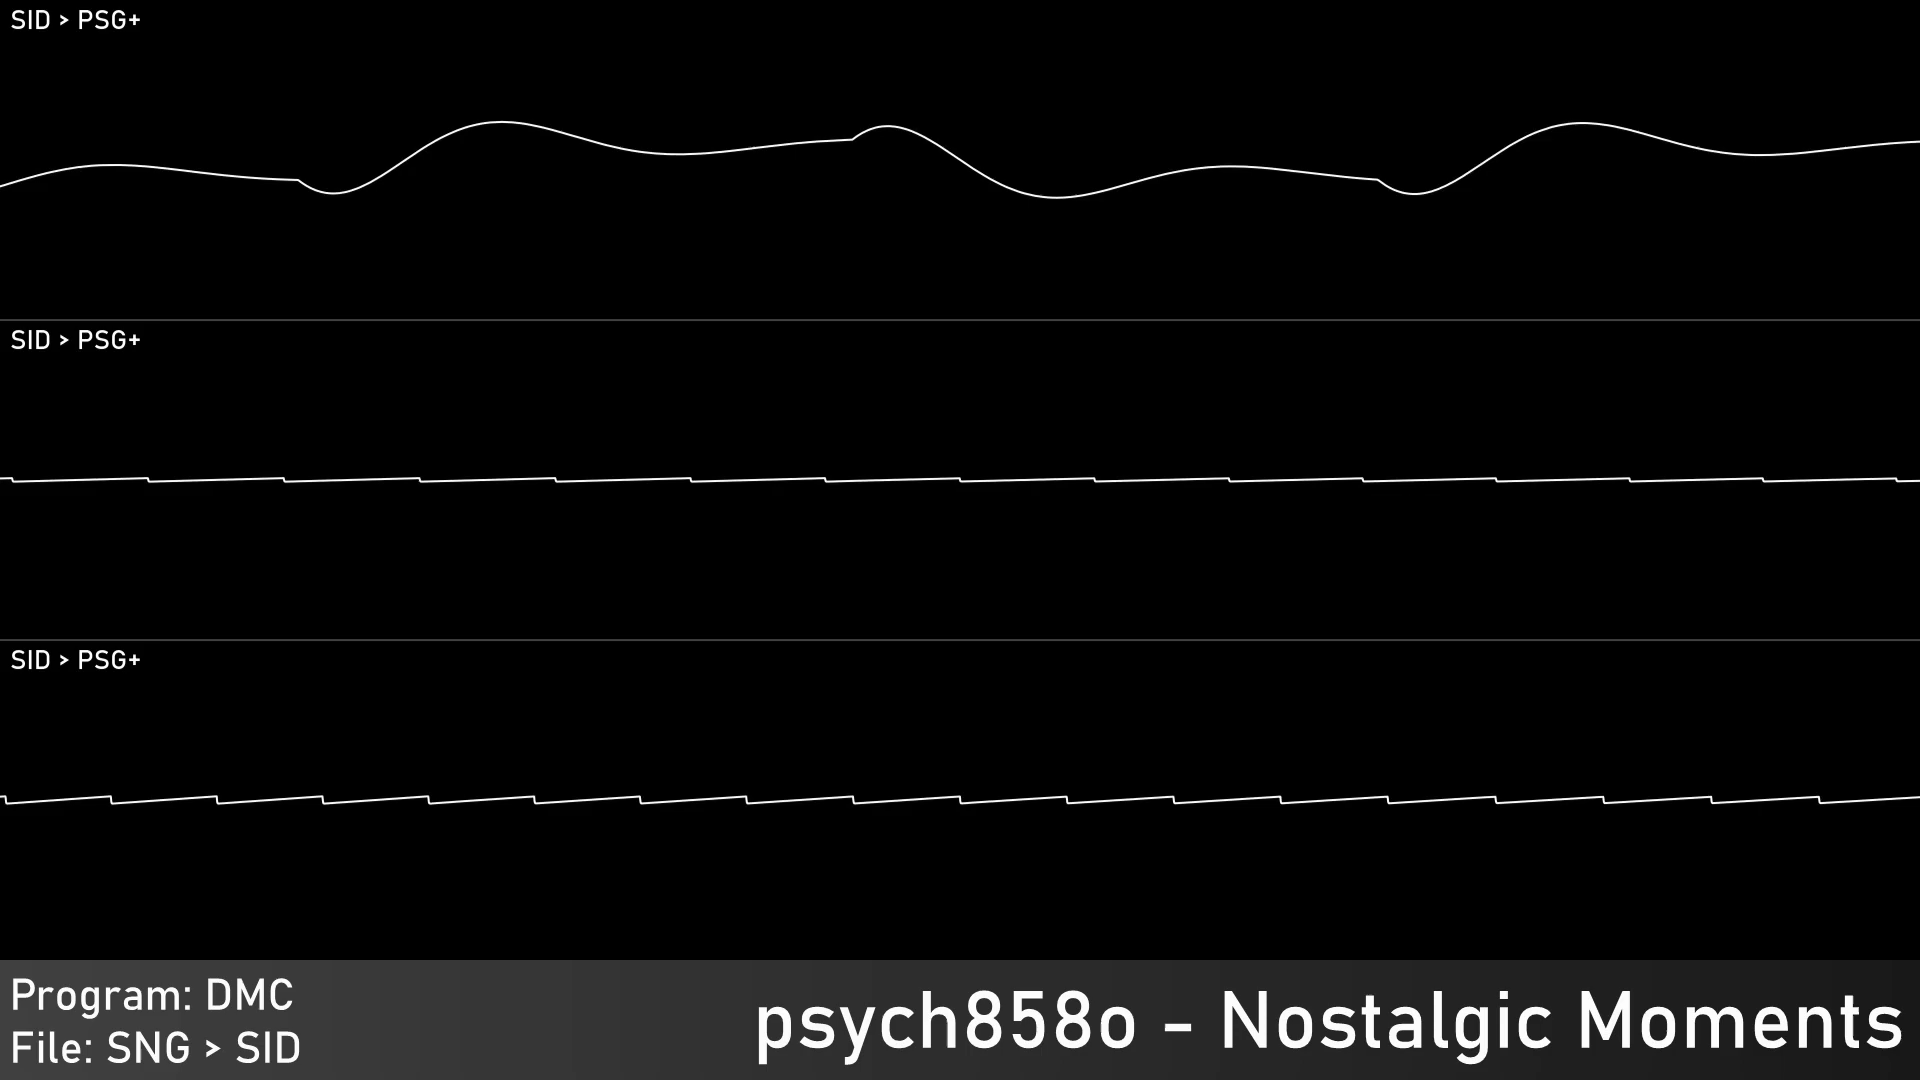 SID > PSG+
SID > PSG+
SID > PSG+
Program: DMC
File: SNG > SID
psych858o - Nostalgic Moments